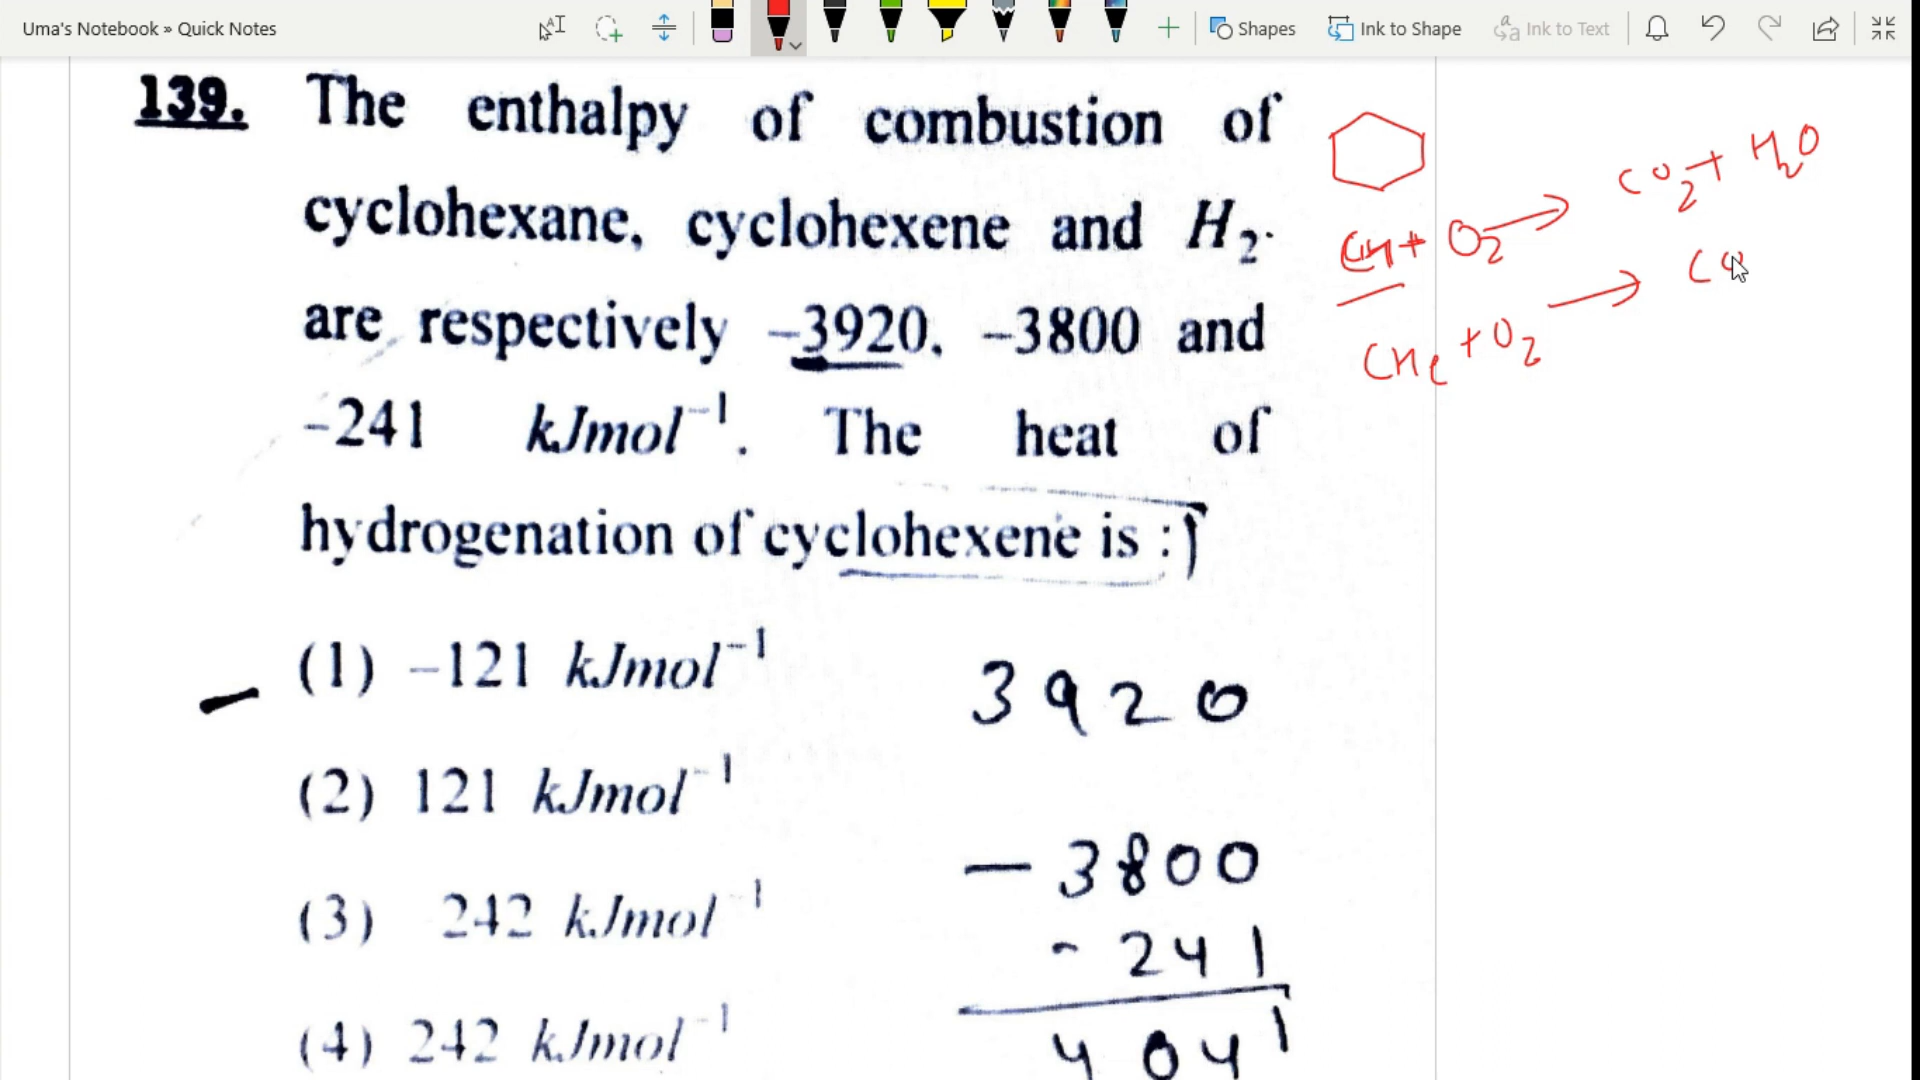 Uma's Notebook » Quick Notes
Shapes
Ink to Shape
Ink to Text
139. The enthalpy of combustion of
cyclohexane, cyclohexene and H₂
are respectively –3920, –3800 and
-241 kJmol⁻¹. The heat of
hydrogenation of cyclohexene is :
(1) –121 kJmol⁻¹
(2) 121 kJmol⁻¹
(3) 242 kJmol⁻¹
(4) 242 kJmol⁻¹
3920
— 3800
- 241
4041
+ O₂ → CO₂ + H₂O
CHe + O₂ → CO